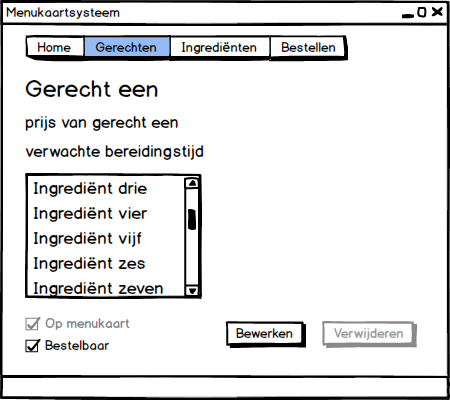 Menukaartsysteem
Home Gerechten Ingrediënten Bestellen
Gerecht een
prijs van gerecht een
verwachte bereidingstijd
Ingrediënt drie
Ingrediënt vier
Ingrediënt vijf
Ingrediënt zes
Ingrediënt zeven
Op menukaart
Bestelbaar
Bewerken Verwijderen